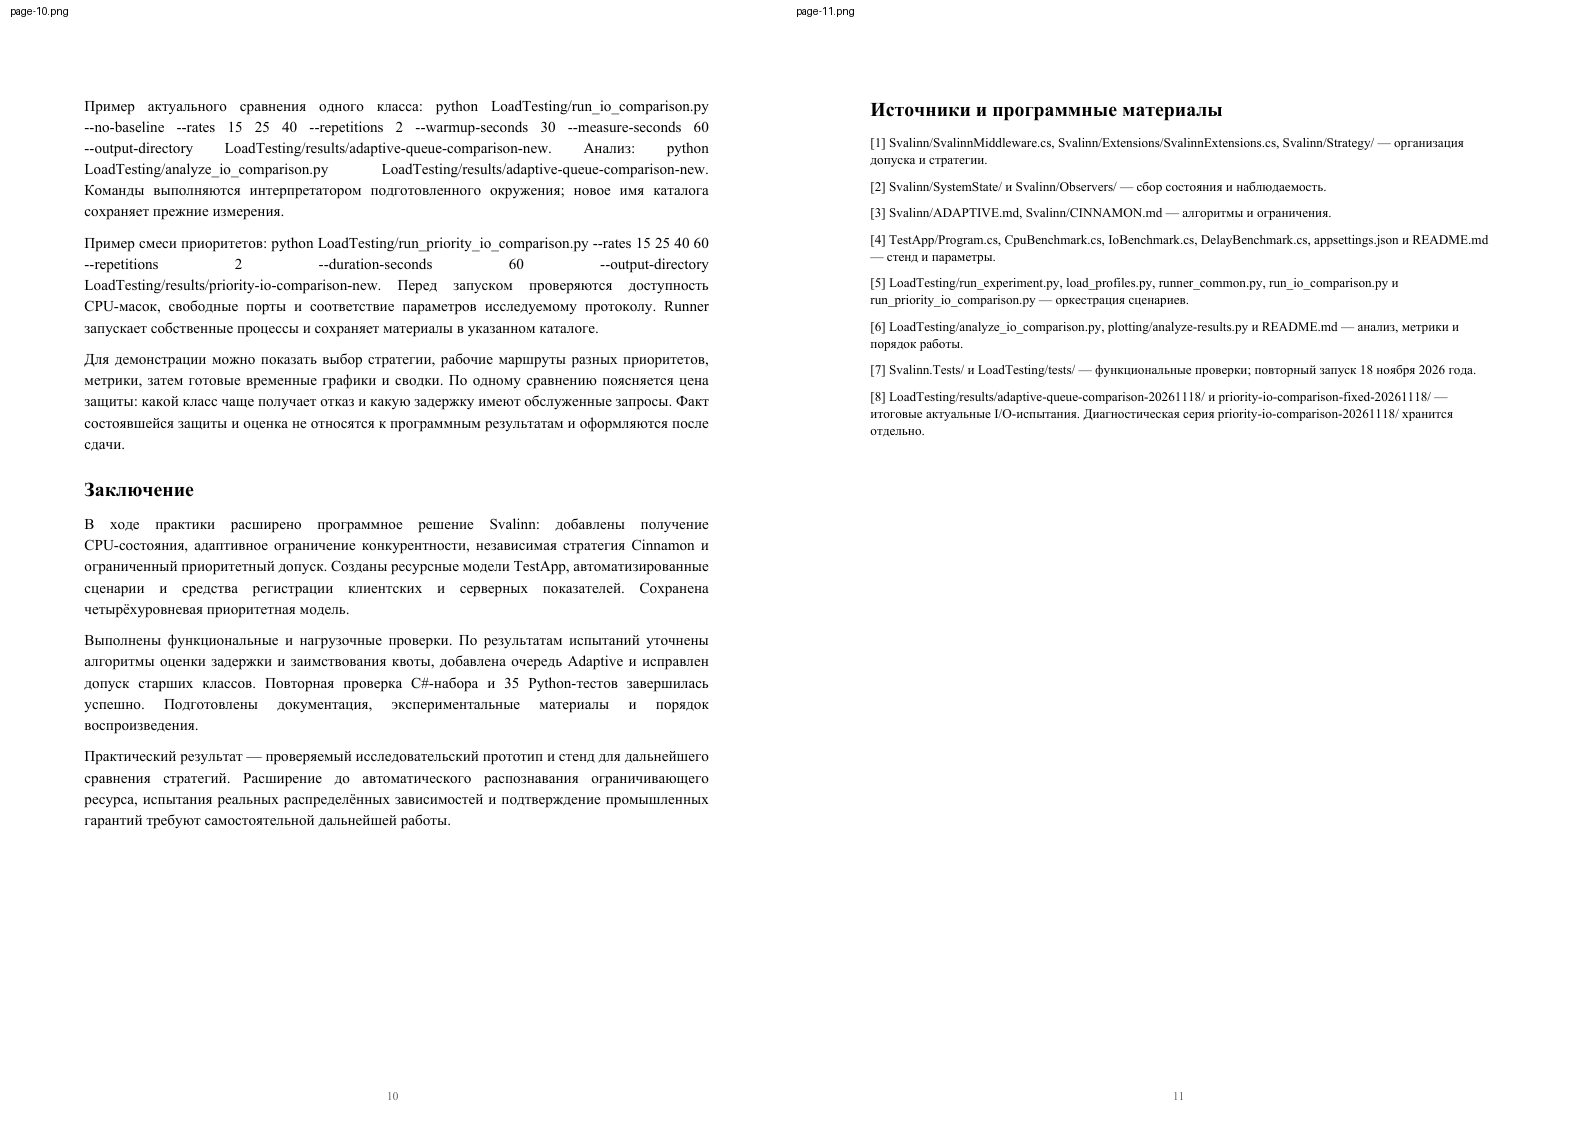 page-10.png
Пример актуального сравнения одного класса: python LoadTesting/run_io_comparison.py
--no-baseline --rates 15 25 40 --repetitions 2 --warmup-seconds 30 --measure-seconds 60
--output-directory LoadTesting/results/adaptive-queue-comparison-new. Анализ: python
LoadTesting/analyze_io_comparison.py LoadTesting/results/adaptive-queue-comparison-new.
Команды выполняются интерпретатором подготовленного окружения; новое имя каталога
сохраняет прежние измерения.
Пример смеси приоритетов: python LoadTesting/run_priority_io_comparison.py --rates 15 25 40 60
--repetitions 2 --duration-seconds 60 --output-directory
LoadTesting/results/priority-io-comparison-new. Перед запуском проверяются доступность
CPU-масок, свободные порты и соответствие параметров исследуемому протоколу. Runner
запускает собственные процессы и сохраняет материалы в указанном каталоге.
Для демонстрации можно показать выбор стратегии, рабочие маршруты разных приоритетов,
метрики, затем готовые временные графики и сводки. По одному сравнению поясняется цена
защиты: какой класс чаще получает отказ и какую задержку имеют обслуженные запросы. Факт
состоявшейся защиты и оценка не относятся к программным результатам и оформляются после
сдачи.
Заключение
В ходе практики расширено программное решение Svalinn: добавлены получение
CPU-состояния, адаптивное ограничение конкурентности, независимая стратегия Cinnamon и
ограниченный приоритетный допуск. Созданы ресурсные модели TestApp, автоматизированные
сценарии и средства регистрации клиентских и серверных показателей. Сохранена
четырёхуровневая приоритетная модель.
Выполнены функциональные и нагрузочные проверки. По результатам испытаний уточнены
алгоритмы оценки задержки и заимствования квоты, добавлена очередь Adaptive и исправлен
допуск старших классов. Повторная проверка C#-набора и 35 Python-тестов завершилась
успешно. Подготовлены документация, экспериментальные материалы и порядок
воспроизведения.
Практический результат — проверяемый исследовательский прототип и стенд для дальнейшего
сравнения стратегий. Расширение до автоматического распознавания ограничивающего
ресурса, испытания реальных распределённых зависимостей и подтверждение промышленных
гарантий требуют самостоятельной дальнейшей работы.
10
page-11.png
Источники и программные материалы
[1] Svalinn/SvalinnMiddleware.cs, Svalinn/Extensions/SvalinnExtensions.cs, Svalinn/Strategy/ — организация
допуска и стратегии.
[2] Svalinn/SystemState/ и Svalinn/Observers/ — сбор состояния и наблюдаемость.
[3] Svalinn/ADAPTIVE.md, Svalinn/CINNAMON.md — алгоритмы и ограничения.
[4] TestApp/Program.cs, CpuBenchmark.cs, IoBenchmark.cs, DelayBenchmark.cs, appsettings.json и README.md
— стенд и параметры.
[5] LoadTesting/run_experiment.py, load_profiles.py, runner_common.py, run_io_comparison.py и
run_priority_io_comparison.py — оркестрация сценариев.
[6] LoadTesting/analyze_io_comparison.py, plotting/analyze-results.py и README.md — анализ, метрики и
порядок работы.
[7] Svalinn.Tests/ и LoadTesting/tests/ — функциональные проверки; повторный запуск 18 ноября 2026 года.
[8] LoadTesting/results/adaptive-queue-comparison-20261118/ и priority-io-comparison-fixed-20261118/ —
итоговые актуальные I/O-испытания. Диагностическая серия priority-io-comparison-20261118/ хранится
отдельно.
11